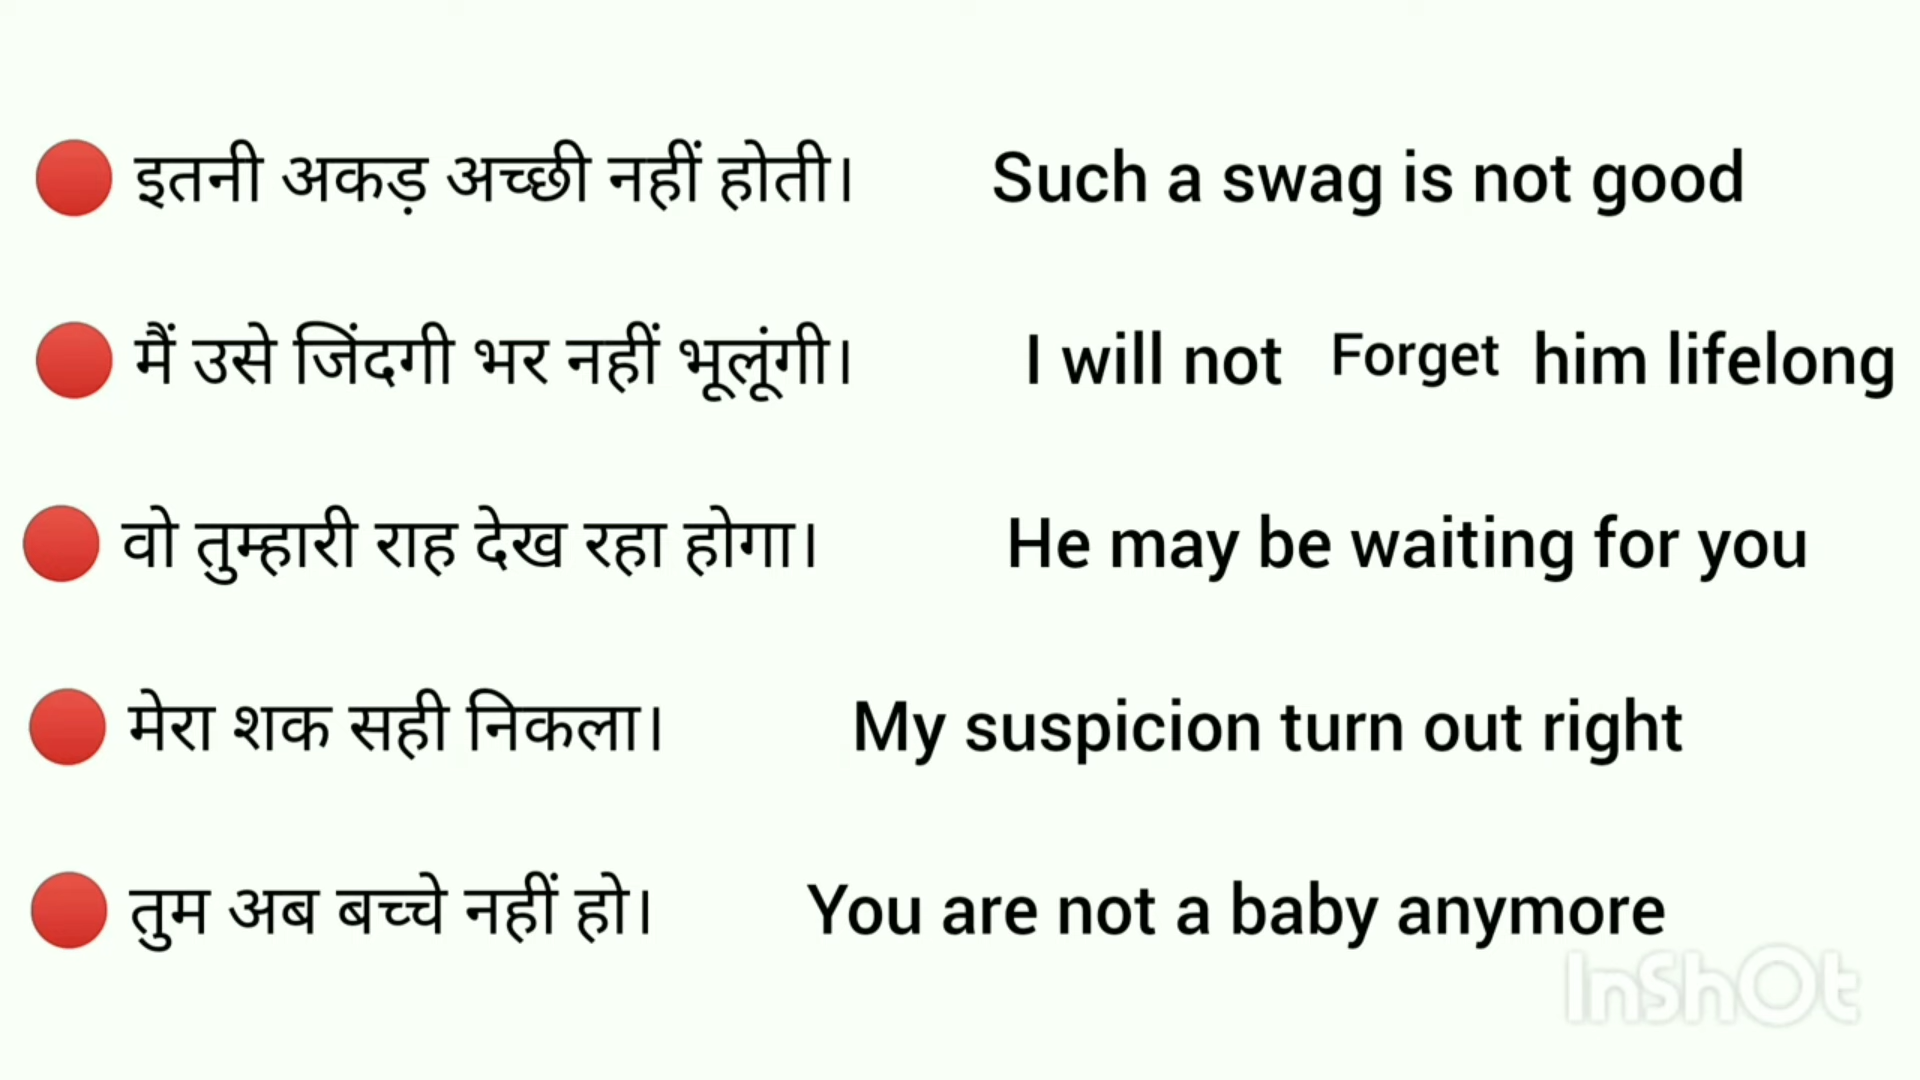 इतनी अकड़ अच्छी नहीं होती। Such a swag is not good
मैं उसे जिंदगी भर नहीं भूलूंगी। I will not Forget him lifelong
वो तुम्हारी राह देख रहा होगा। He may be waiting for you
मेरा शक सही निकला। My suspicion turn out right
तुम अब बच्चे नहीं हो। You are not a baby anymore
InShOt